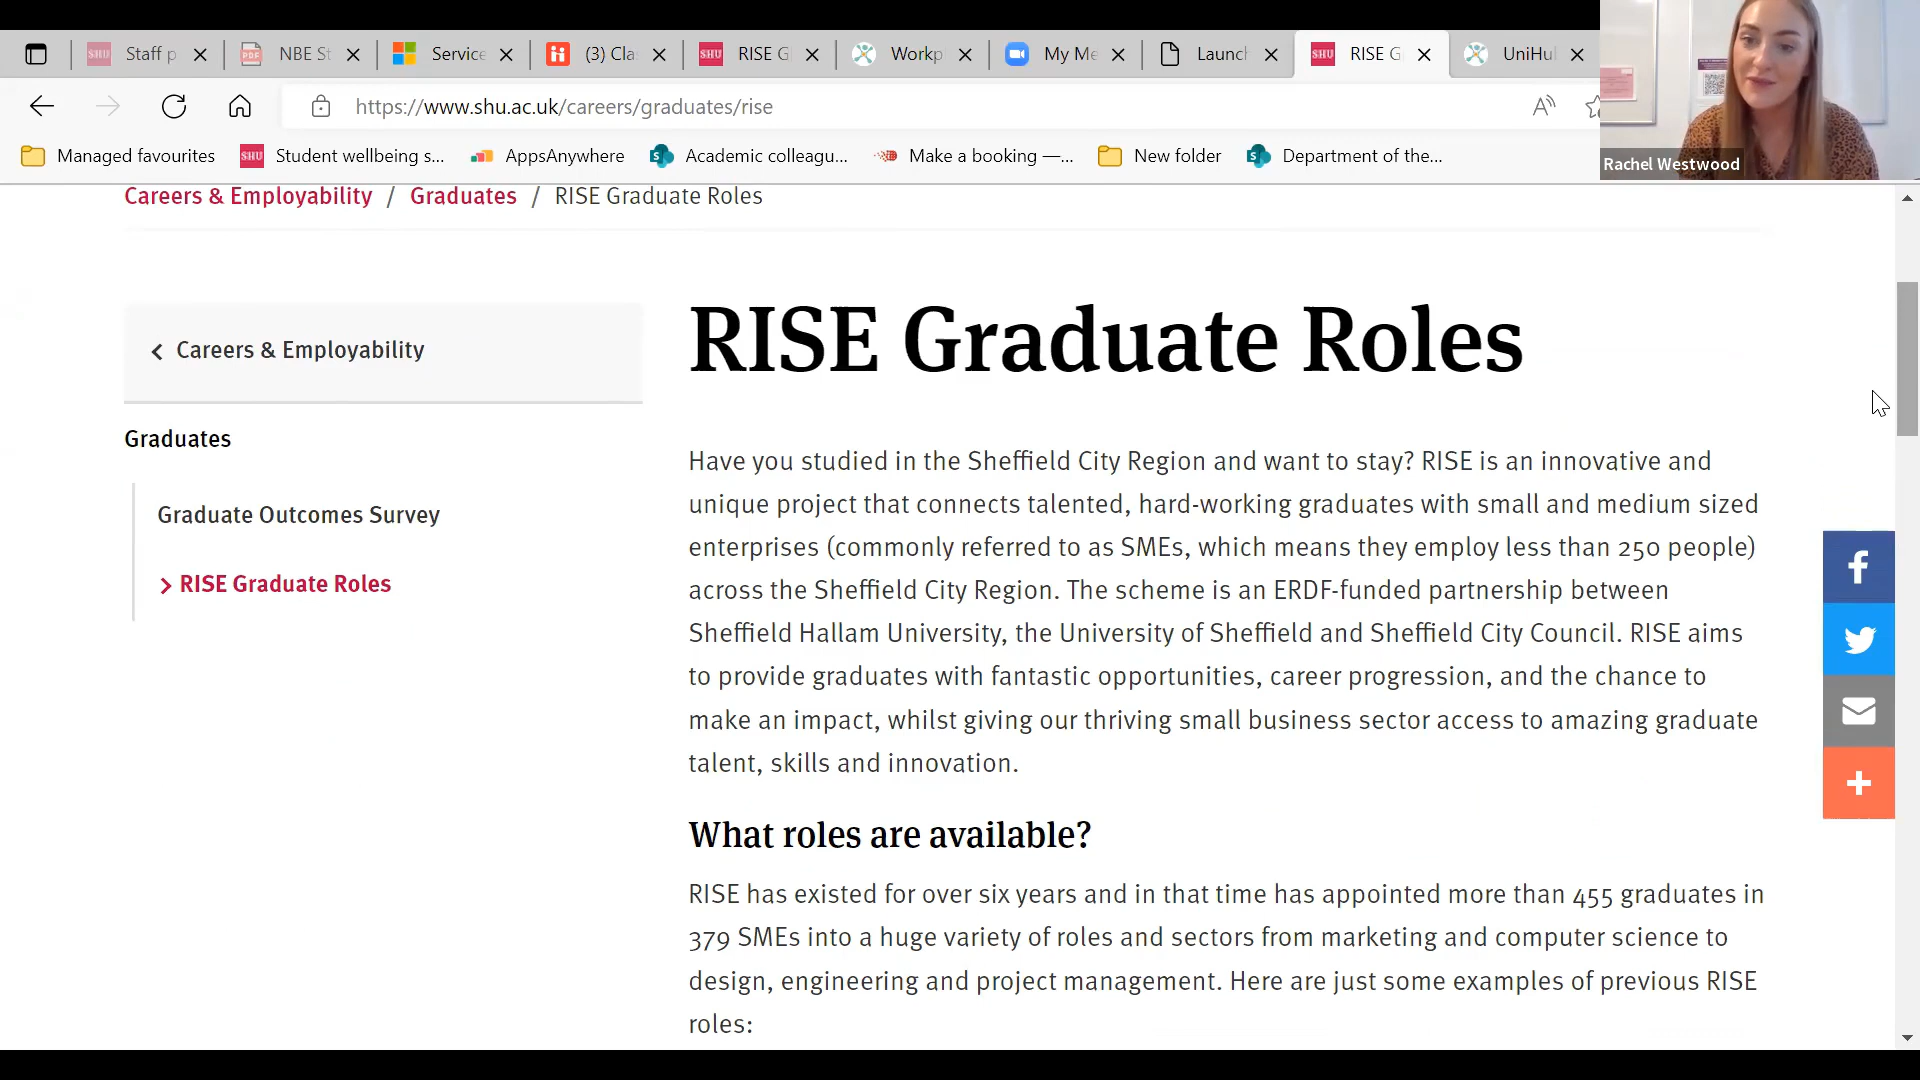 Staff p
NBE St
Service
(3) Cla
RISE G
Workp
My Me
Launch
RISE G
UniHu
https://www.shu.ac.uk/careers/graduates/rise
Managed favourites
SHU
Student wellbeing s...
AppsAnywhere
Academic colleagu...
Make a booking —...
New folder
Department of the...
Rachel Westwood
Careers & Employability / Graduates / RISE Graduate Roles
Careers & Employability
Graduates
Graduate Outcomes Survey
RISE Graduate Roles
RISE Graduate Roles
Have you studied in the Sheffield City Region and want to stay? RISE is an innovative and
unique project that connects talented, hard-working graduates with small and medium sized
enterprises (commonly referred to as SMEs, which means they employ less than 250 people)
across the Sheffield City Region. The scheme is an ERDF-funded partnership between
Sheffield Hallam University, the University of Sheffield and Sheffield City Council. RISE aims
to provide graduates with fantastic opportunities, career progression, and the chance to
make an impact, whilst giving our thriving small business sector access to amazing graduate
talent, skills and innovation.
What roles are available?
RISE has existed for over six years and in that time has appointed more than 455 graduates in
379 SMEs into a huge variety of roles and sectors from marketing and computer science to
design, engineering and project management. Here are just some examples of previous RISE
roles: